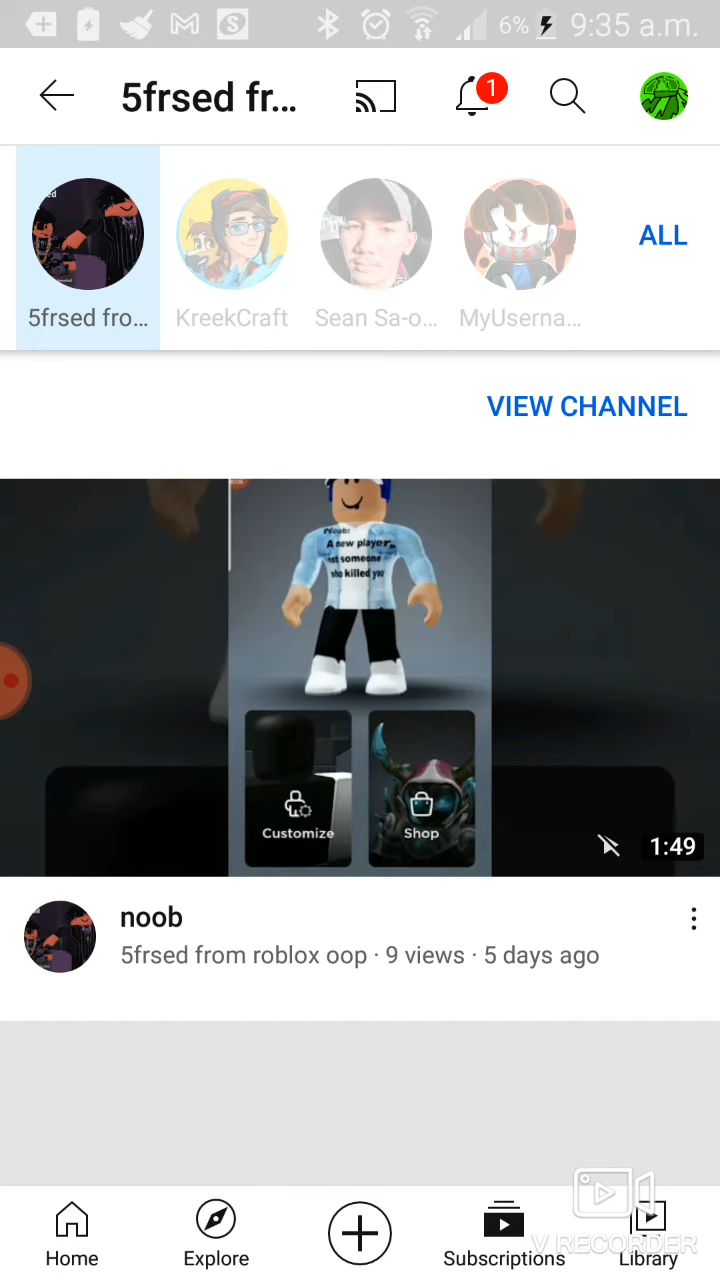 6% 9:35 a.m.
5frsed fr...
1
5frsed fro...
KreekCraft
Sean Sa-o...
MyUserna...
ALL
VIEW CHANNEL
Noob:
A new player,
not someone
who killed you
Customize
Shop
1:49
noob
5frsed from roblox oop · 9 views · 5 days ago
Home
Explore
Subscriptions
Library
V RECORDER